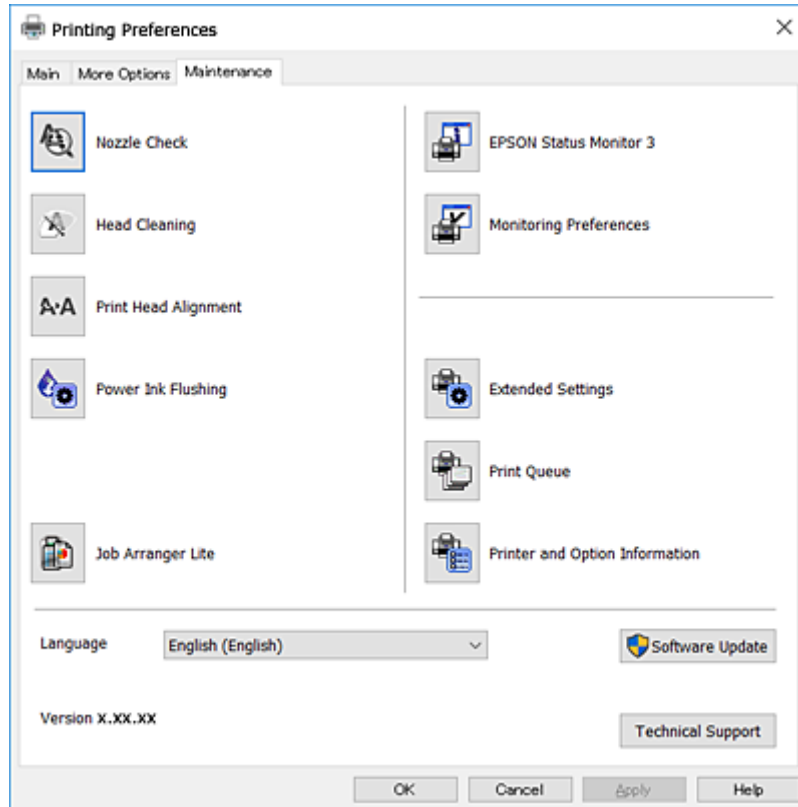 Printing Preferences
Main More Options Maintenance
Nozzle Check
EPSON Status Monitor 3
Head Cleaning
Monitoring Preferences
A·A Print Head Alignment
Power Ink Flushing
Extended Settings
Print Queue
Job Arranger Lite
Printer and Option Information
Language English (English)
Software Update
Version X.XX.XX
Technical Support
OK Cancel Apply Help